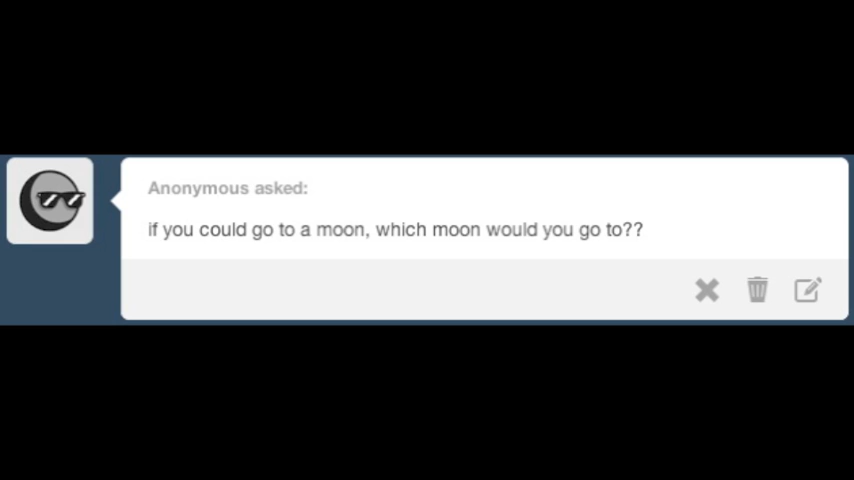 Anonymous asked:
if you could go to a moon, which moon would you go to??